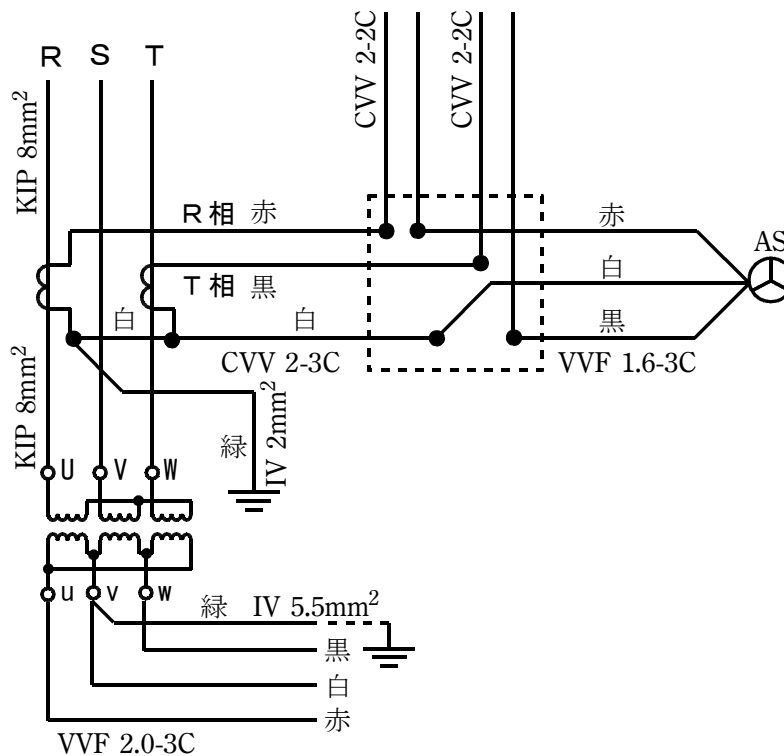 CVV 2-2C
CVV 2-2C
R S T
KIP 8mm²
R相 赤
赤
AS
白
T相 黒
白
白
黒
CVV 2-3C
VVF 1.6-3C
KIP 8mm²
緑
IV 2mm²
U V W
u v w
緑 IV 5.5mm²
黒
白
赤
VVF 2.0-3C